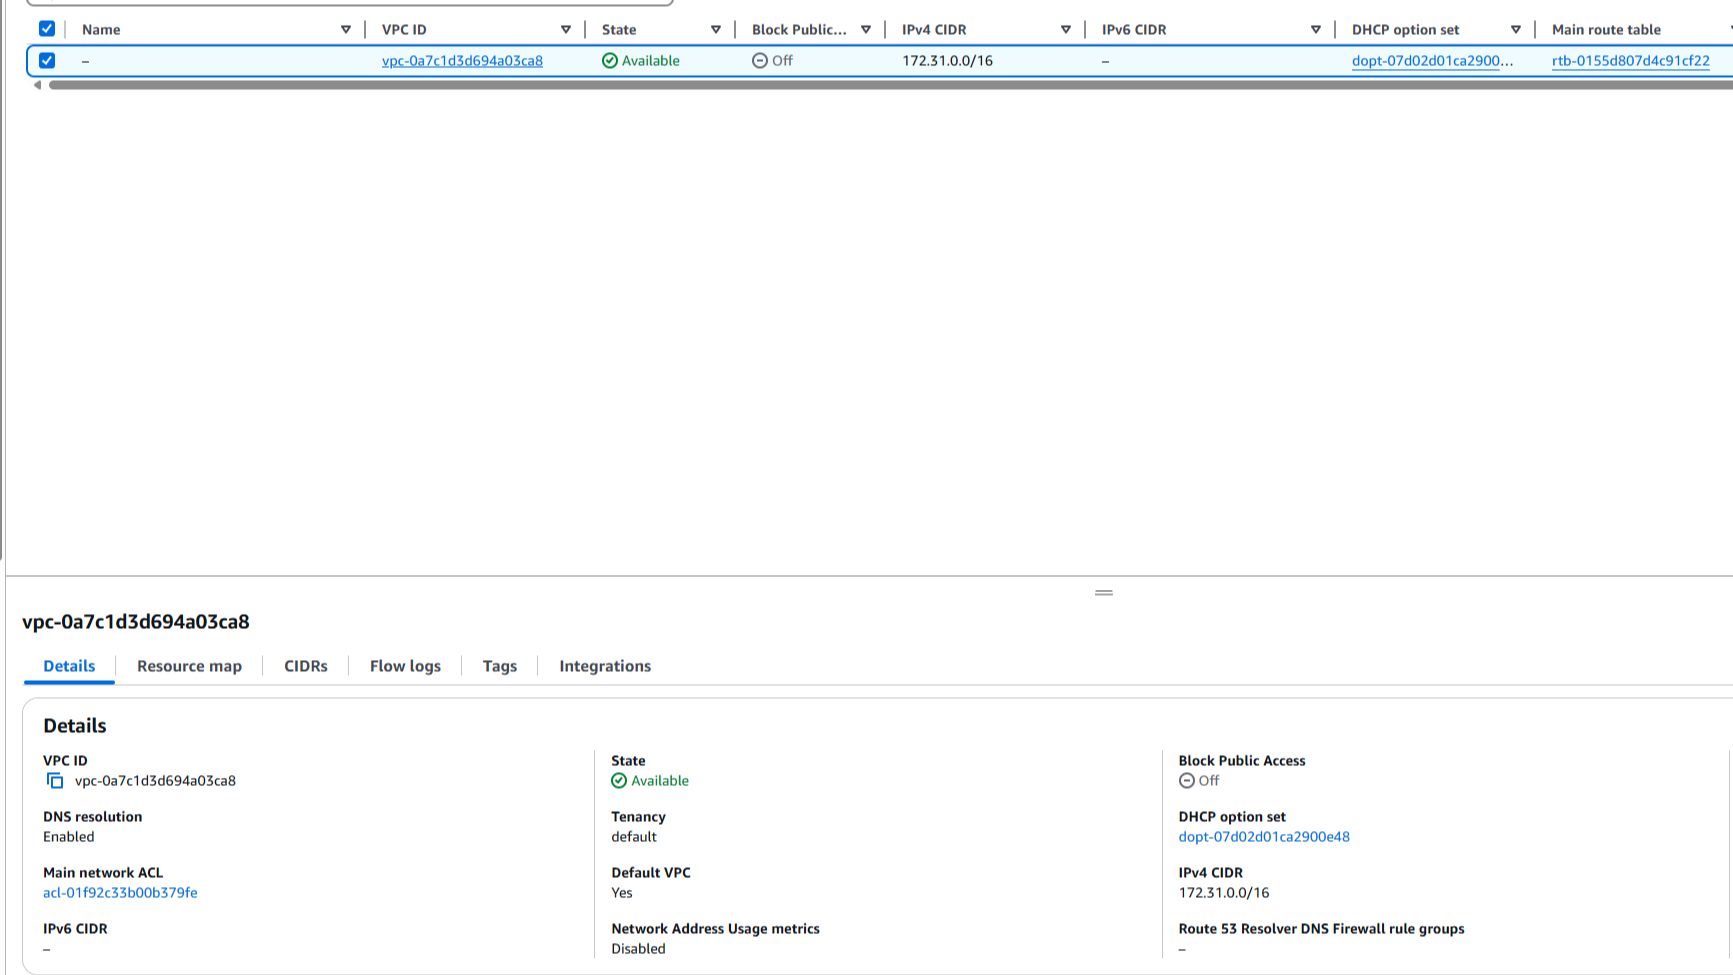 Name VPC ID State Block Public... IPv4 CIDR IPv6 CIDR DHCP option set Main route table
– vpc-0a7c1d3d694a03ca8 Available Off 172.31.0.0/16 – dopt-07d02d01ca2900... rtb-0155d807d4c91cf22
vpc-0a7c1d3d694a03ca8
Details Resource map CIDRs Flow logs Tags Integrations
Details
VPC ID
vpc-0a7c1d3d694a03ca8
DNS resolution
Enabled
Main network ACL
acl-01f92c33b00b379fe
IPv6 CIDR
–
State
Available
Tenancy
default
Default VPC
Yes
Network Address Usage metrics
Disabled
Block Public Access
Off
DHCP option set
dopt-07d02d01ca2900e48
IPv4 CIDR
172.31.0.0/16
Route 53 Resolver DNS Firewall rule groups
–